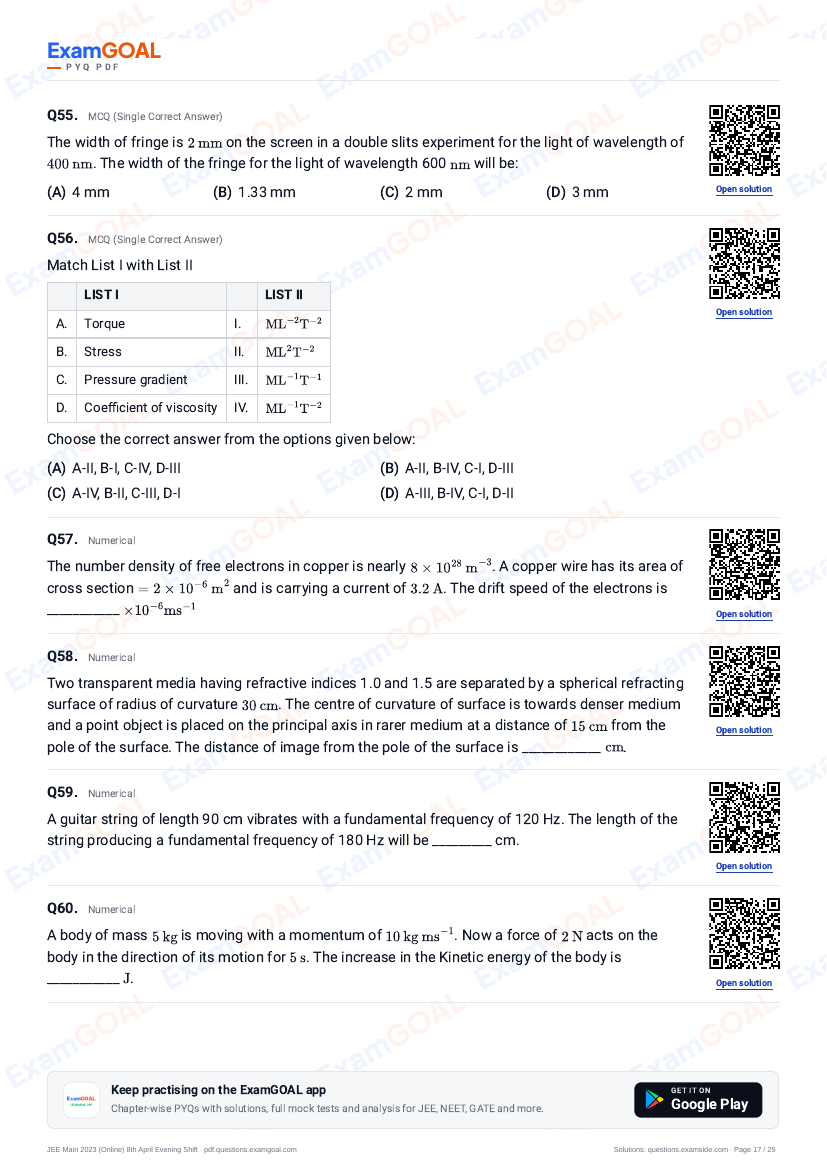 ExamGOAL
PYQ PDF
Q55. MCQ (Single Correct Answer)
The width of fringe is 2 mm on the screen in a double slits experiment for the light of wavelength of
400 nm. The width of the fringe for the light of wavelength 600 nm will be:
(A) 4 mm (B) 1.33 mm (C) 2 mm (D) 3 mm
Open solution
Q56. MCQ (Single Correct Answer)
Match List I with List II
LIST I LIST II
A. Torque I. ML⁻²T⁻²
B. Stress II. ML²T⁻²
C. Pressure gradient III. ML⁻¹T⁻¹
D. Coefficient of viscosity IV. ML⁻¹T⁻²
Choose the correct answer from the options given below:
(A) A-II, B-I, C-IV, D-III (B) A-II, B-IV, C-I, D-III
(C) A-IV, B-II, C-III, D-I (D) A-III, B-IV, C-I, D-II
Open solution
Q57. Numerical
The number density of free electrons in copper is nearly 8 × 10²⁸ m⁻³. A copper wire has its area of
cross section = 2 × 10⁻⁶ m² and is carrying a current of 3.2 A. The drift speed of the electrons is
___________ ×10⁻⁶ms⁻¹
Open solution
Q58. Numerical
Two transparent media having refractive indices 1.0 and 1.5 are separated by a spherical refracting
surface of radius of curvature 30 cm. The centre of curvature of surface is towards denser medium
and a point object is placed on the principal axis in rarer medium at a distance of 15 cm from the
pole of the surface. The distance of image from the pole of the surface is ____________ cm.
Open solution
Q59. Numerical
A guitar string of length 90 cm vibrates with a fundamental frequency of 120 Hz. The length of the
string producing a fundamental frequency of 180 Hz will be _________ cm.
Open solution
Q60. Numerical
A body of mass 5 kg is moving with a momentum of 10 kg ms⁻¹. Now a force of 2 N acts on the
body in the direction of its motion for 5 s. The increase in the Kinetic energy of the body is
___________ J.
Open solution
ExamGOAL
Keep practising on the ExamGOAL app
Chapter-wise PYQs with solutions, full mock tests and analysis for JEE, NEET, GATE and more.
GET IT ON
Google Play
JEE Main 2023 (Online) 8th April Evening Shift · pdf.questions.examgoal.com
Solutions: questions.examside.com · Page 17 / 25